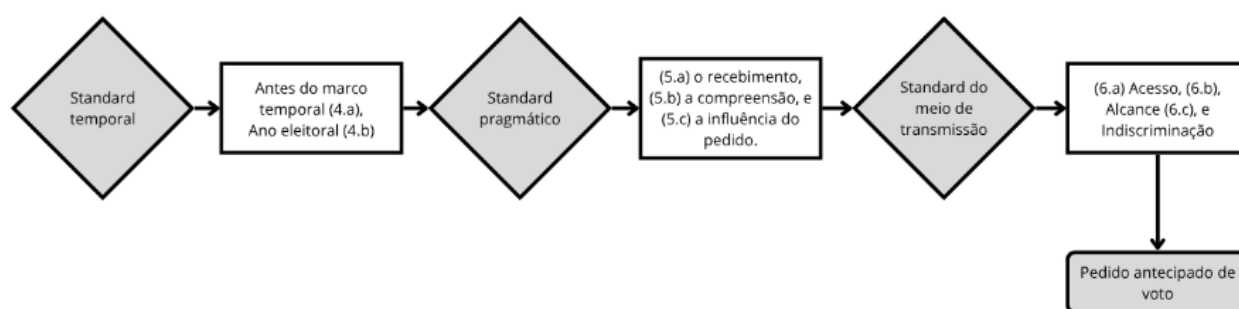 Standard
temporal
Antes do marco
temporal (4.a),
Ano eleitoral (4.b)
Standard
pragmático
(5.a) o recebimento,
(5.b) a compreensão, e
(5.c) a influência do
pedido.
Standard do
meio de
transmissão
(6.a) Acesso, (6.b),
Alcance (6.c), e
Indiscriminação
Pedido antecipado de
voto